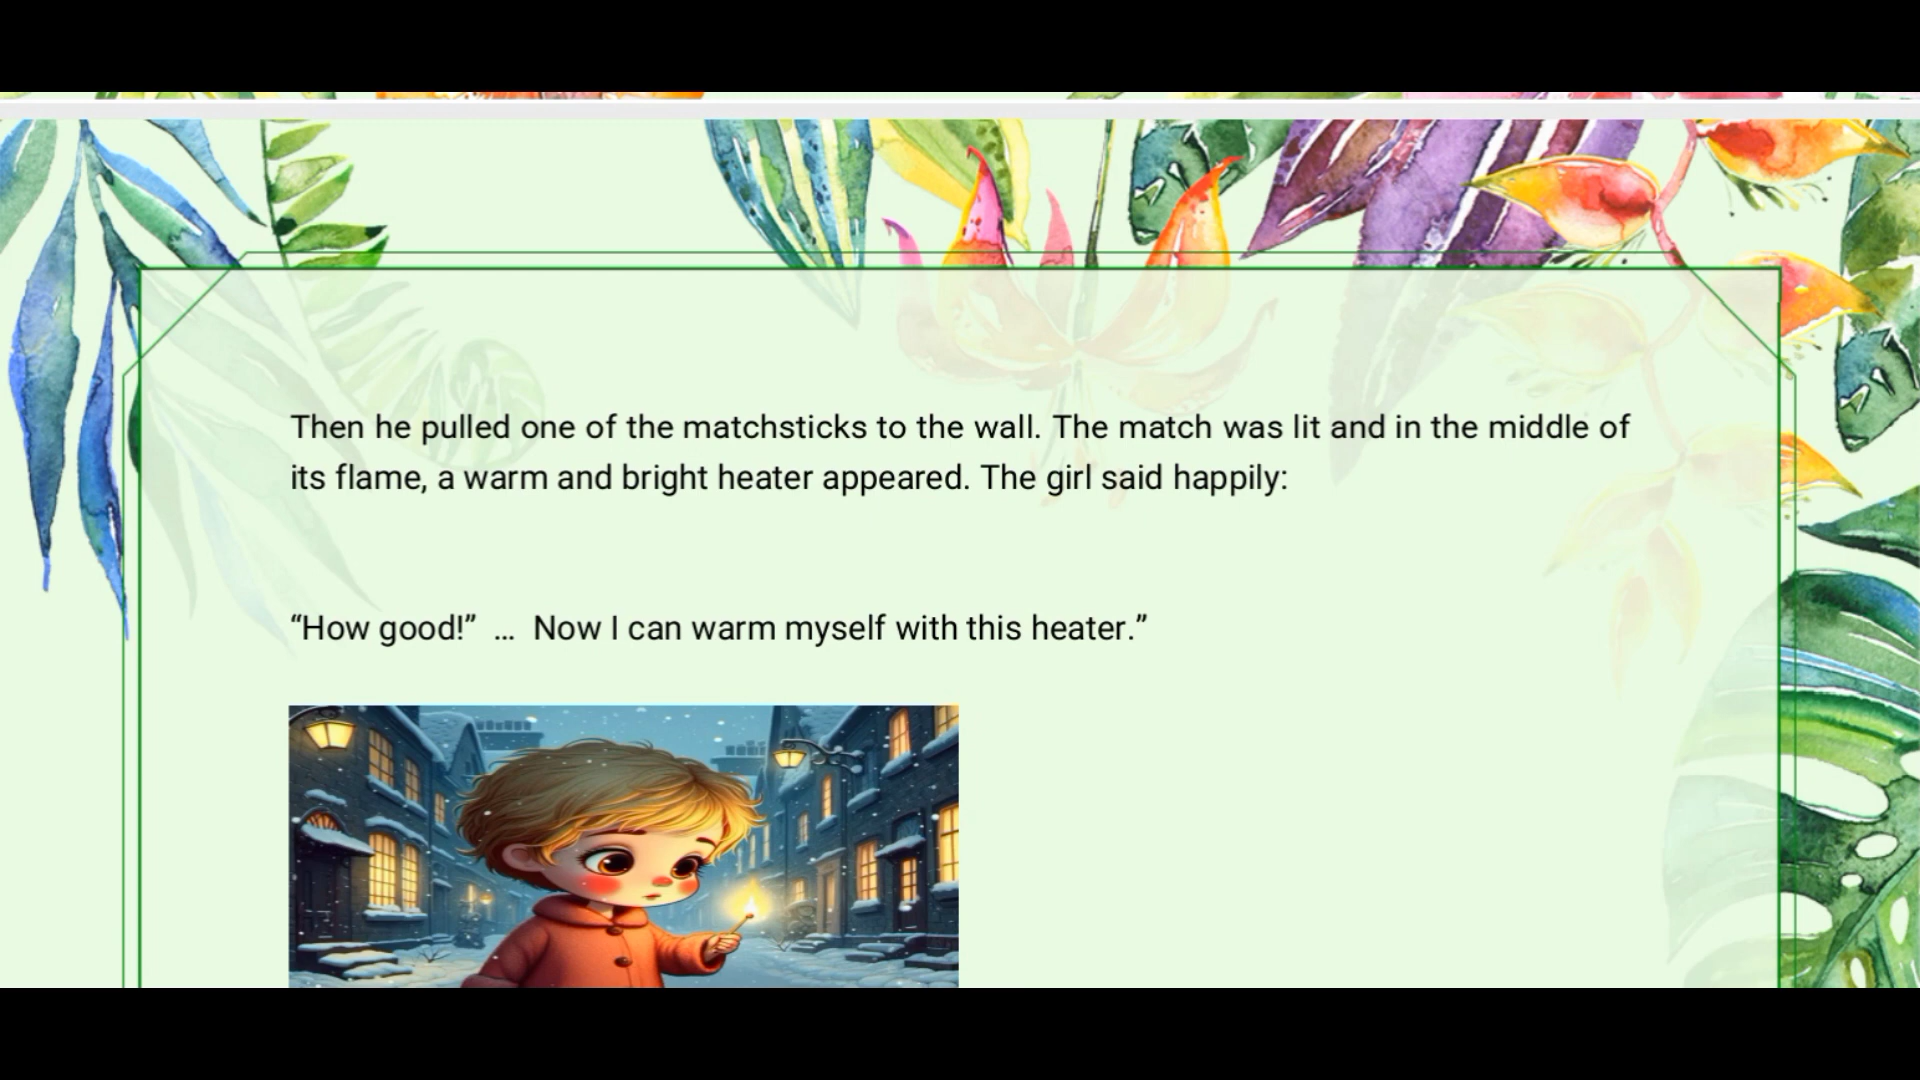 Then he pulled one of the matchsticks to the wall. The match was lit and in the middle of
its flame, a warm and bright heater appeared. The girl said happily:
“How good!” ... Now I can warm myself with this heater.”